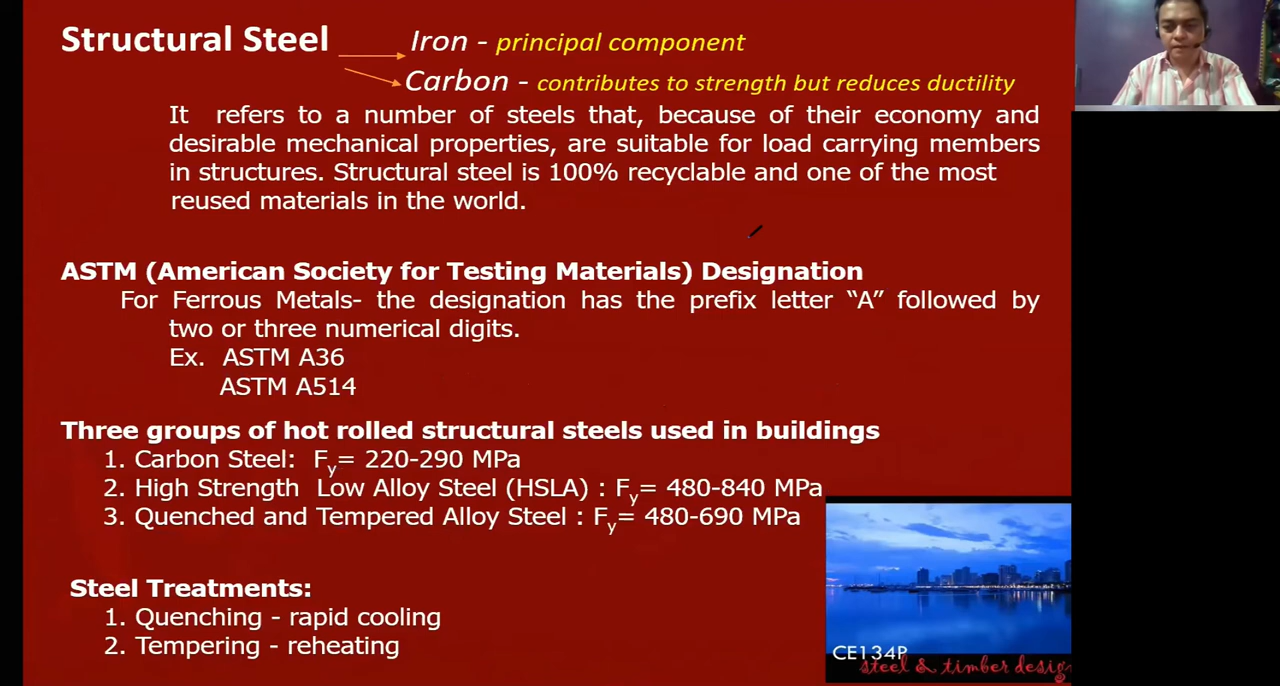 Structural Steel
Iron - principal component
Carbon - contributes to strength but reduces ductility
It refers to a number of steels that, because of their economy and
desirable mechanical properties, are suitable for load carrying members
in structures. Structural steel is 100% recyclable and one of the most
reused materials in the world.
ASTM (American Society for Testing Materials) Designation
For Ferrous Metals- the designation has the prefix letter “A” followed by
two or three numerical digits.
Ex. ASTM A36
ASTM A514
Three groups of hot rolled structural steels used in buildings
1. Carbon Steel: Fy= 220-290 MPa
2. High Strength Low Alloy Steel (HSLA) : Fy= 480-840 MPa
3. Quenched and Tempered Alloy Steel : Fy= 480-690 MPa
Steel Treatments:
1. Quenching - rapid cooling
2. Tempering - reheating
CE134P
steel & timber design